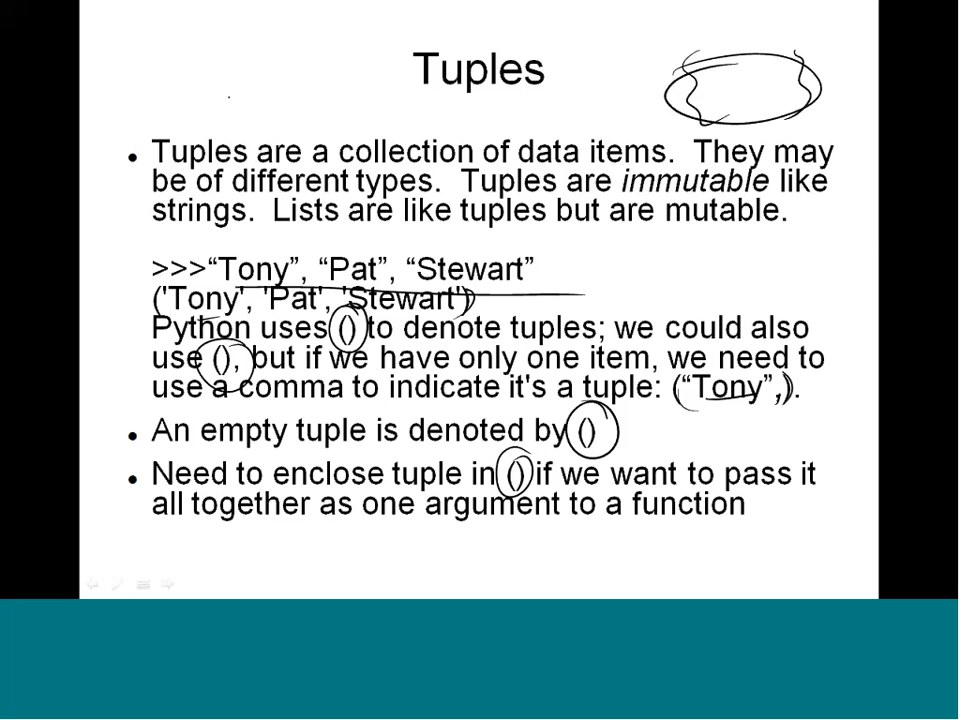 Tuples
• Tuples are a collection of data items. They may
be of different types. Tuples are immutable like
strings. Lists are like tuples but are mutable.
>>>“Tony”, “Pat”, “Stewart”
('Tony', 'Pat', 'Stewart')
Python uses () to denote tuples; we could also
use (), but if we have only one item, we need to
use a comma to indicate it's a tuple: (“Tony”,).
• An empty tuple is denoted by ()
• Need to enclose tuple in () if we want to pass it
all together as one argument to a function